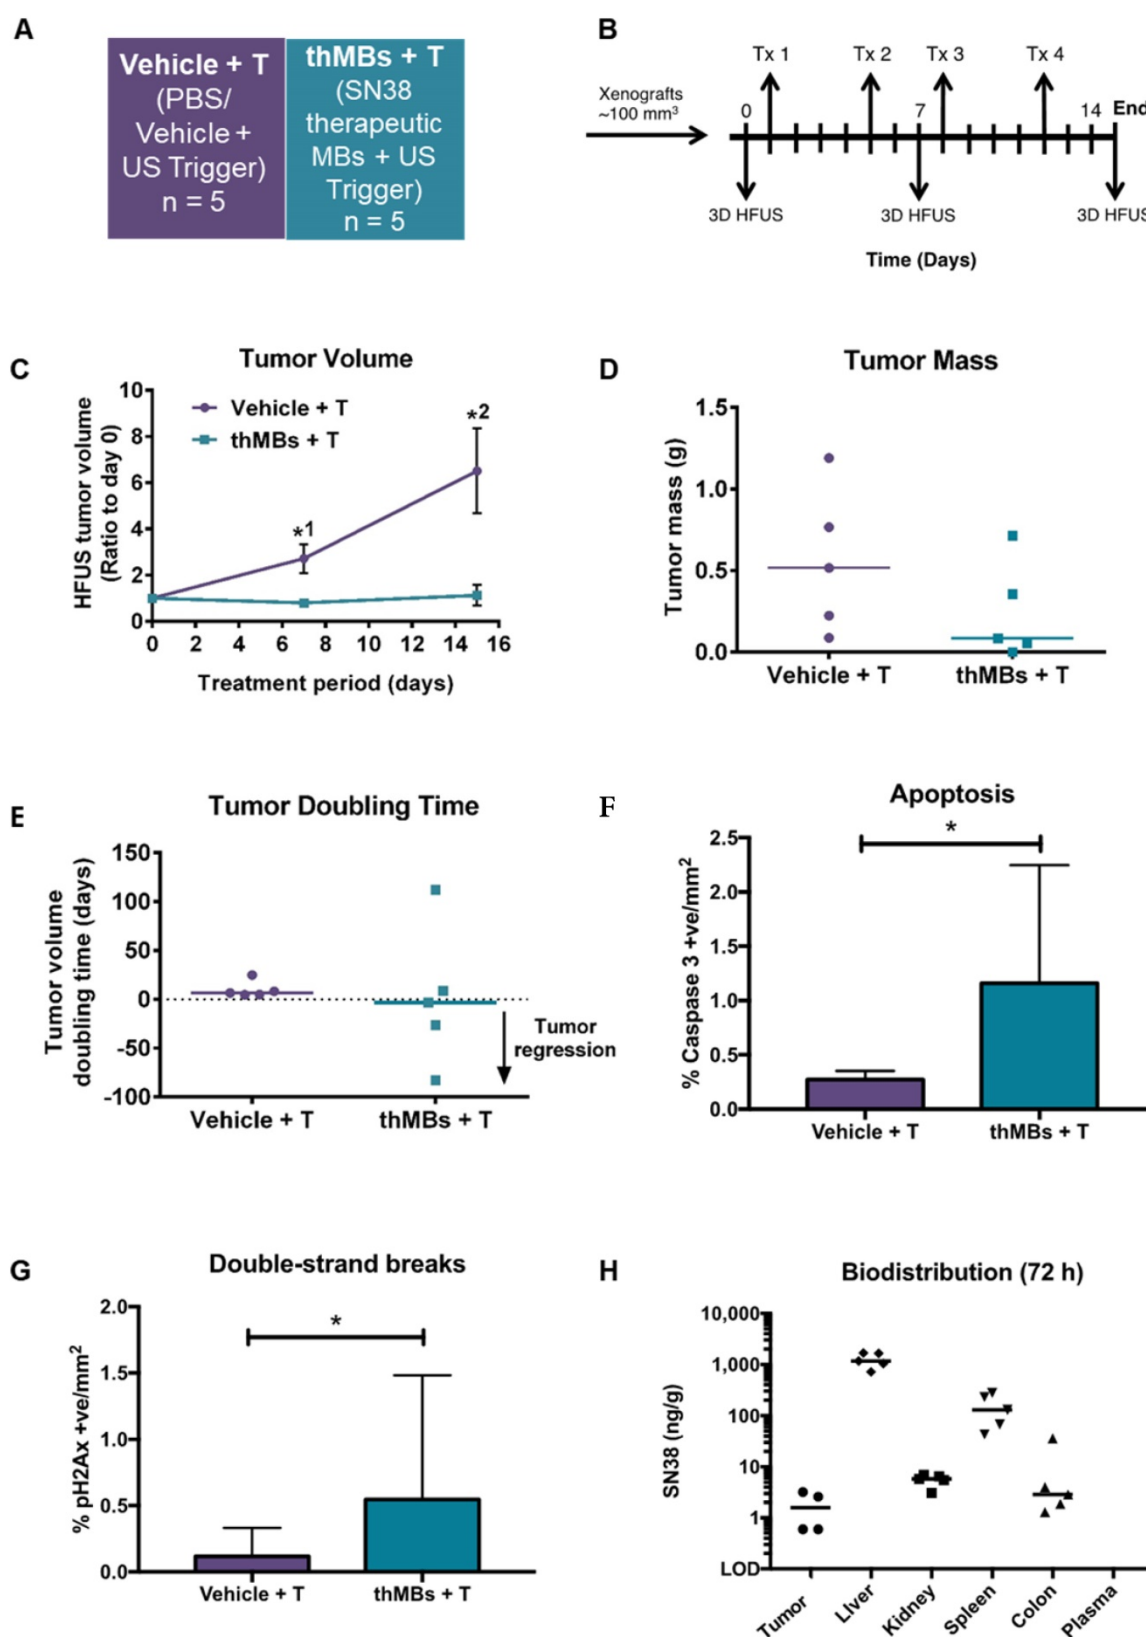 A
Vehicle + T
(PBS/
Vehicle +
US Trigger)
n = 5
thMBs + T
(SN38
therapeutic
MBs + US
Trigger)
n = 5
B
Xenografts
~100 mm³
Tx 1
Tx 2
Tx 3
Tx 4
0
7
14
End
3D HFUS
3D HFUS
3D HFUS
Time (Days)
C
Tumor Volume
HFUS tumor volume
(Ratio to day 0)
10
8
6
4
2
0
Vehicle + T
thMBs + T
*1
*2
0 2 4 6 8 10 12 14 16
Treatment period (days)
D
Tumor Mass
Tumor mass (g)
1.5
1.0
0.5
0.0
Vehicle + T
thMBs + T
E
Tumor Doubling Time
Tumor volume
doubling time (days)
150
100
50
0
-50
-100
Tumor
regression
Vehicle + T
thMBs + T
F
Apoptosis
*
% Caspase 3 +ve/mm²
2.5
2.0
1.5
1.0
0.5
0.0
Vehicle + T
thMBs + T
G
Double-strand breaks
*
% pH2Ax +ve/mm²
2.0
1.5
1.0
0.5
0.0
Vehicle + T
thMBs + T
H
Biodistribution (72 h)
SN38 (ng/g)
10,000
1,000
100
10
1
LOD
Tumor
LIver
Kidney
Spleen
Colon
Plasma